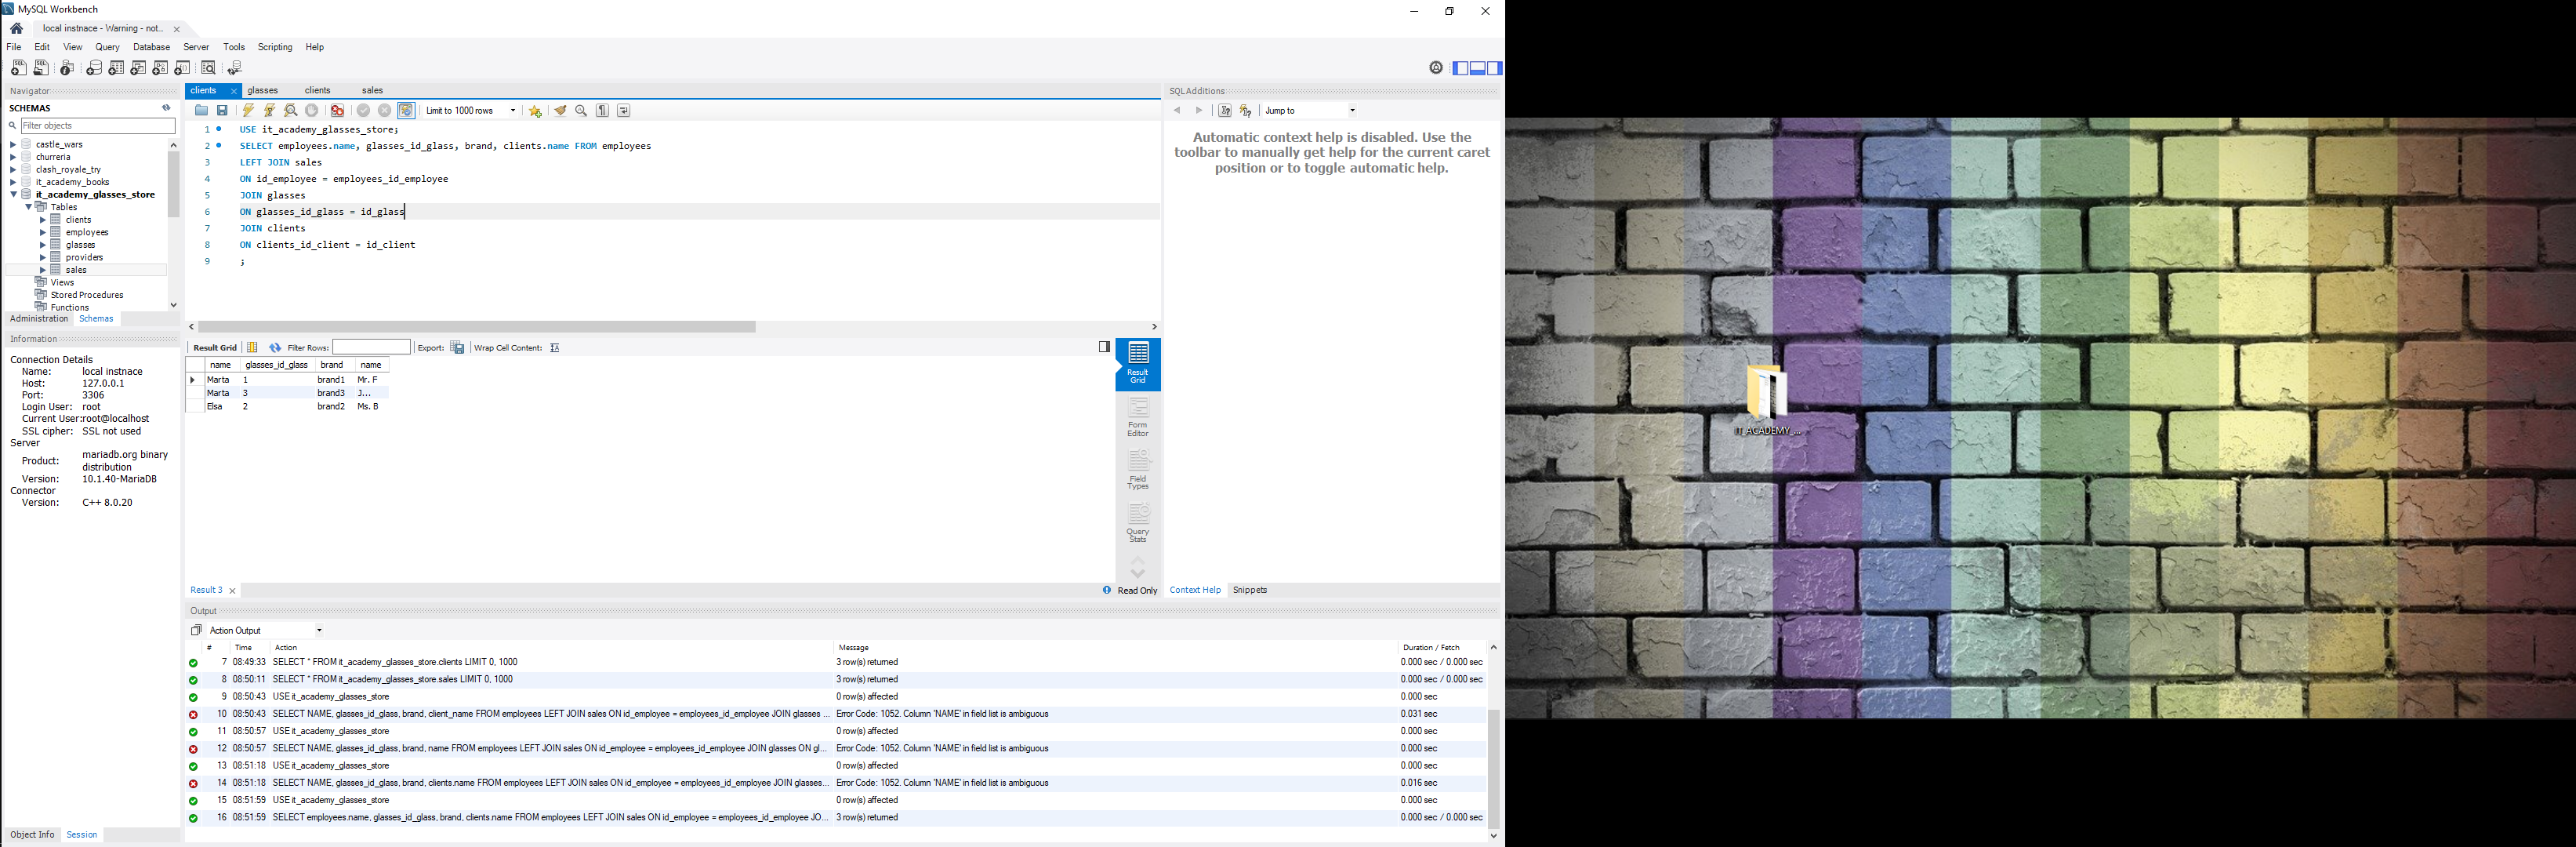 MySQL Workbench
local instnace - Warning - not...
File Edit View Query Database Server Tools Scripting Help
Navigator
SCHEMAS
Filter objects
castle_wars
churreria
clash_royale_try
it_academy_books
it_academy_glasses_store
Tables
clients
employees
glasses
providers
sales
Views
Stored Procedures
Functions
Administration Schemas
Information
Connection Details
Name: local instnace
Host: 127.0.0.1
Port: 3306
Login User: root
Current User:root@localhost
SSL cipher: SSL not used
Server
Product: mariadb.org binary
distribution
Version: 10.1.40-MariaDB
Connector
Version: C++ 8.0.20
Object Info Session
clients glasses clients sales
Limit to 1000 rows
1 USE it_academy_glasses_store;
2 SELECT employees.name, glasses_id_glass, brand, clients.name FROM employees
3 LEFT JOIN sales
4 ON id_employee = employees_id_employee
5 JOIN glasses
6 ON glasses_id_glass = id_glass
7 JOIN clients
8 ON clients_id_client = id_client
9 ;
Result Grid Filter Rows: Export: Wrap Cell Content:
name glasses_id_glass brand name
Marta 1 brand1 Mr. F
Marta 3 brand3 J...
Elsa 2 brand2 Ms. B
Result
Grid
Form
Editor
Field
Types
Query
Stats
Result 3 Read Only
SQLAdditions
Jump to
Automatic context help is disabled. Use the
toolbar to manually get help for the current caret
position or to toggle automatic help.
Context Help Snippets
Output
Action Output
# Time Action Message Duration / Fetch
7 08:49:33 SELECT * FROM it_academy_glasses_store.clients LIMIT 0, 1000 3 row(s) returned 0.000 sec / 0.000 sec
8 08:50:11 SELECT * FROM it_academy_glasses_store.sales LIMIT 0, 1000 3 row(s) returned 0.000 sec / 0.000 sec
9 08:50:43 USE it_academy_glasses_store 0 row(s) affected 0.000 sec
10 08:50:43 SELECT NAME, glasses_id_glass, brand, client_name FROM employees LEFT JOIN sales ON id_employee = employees_id_employee JOIN glasses ... Error Code: 1052. Column 'NAME' in field list is ambiguous 0.031 sec
11 08:50:57 USE it_academy_glasses_store 0 row(s) affected 0.000 sec
12 08:50:57 SELECT NAME, glasses_id_glass, brand, name FROM employees LEFT JOIN sales ON id_employee = employees_id_employee JOIN glasses ON gl... Error Code: 1052. Column 'NAME' in field list is ambiguous 0.000 sec
13 08:51:18 USE it_academy_glasses_store 0 row(s) affected 0.000 sec
14 08:51:18 SELECT NAME, glasses_id_glass, brand, clients.name FROM employees LEFT JOIN sales ON id_employee = employees_id_employee JOIN glasses... Error Code: 1052. Column 'NAME' in field list is ambiguous 0.016 sec
15 08:51:59 USE it_academy_glasses_store 0 row(s) affected 0.000 sec
16 08:51:59 SELECT employees.name, glasses_id_glass, brand, clients.name FROM employees LEFT JOIN sales ON id_employee = employees_id_employee JO... 3 row(s) returned 0.000 sec / 0.000 sec
IT_ACADEMY_...